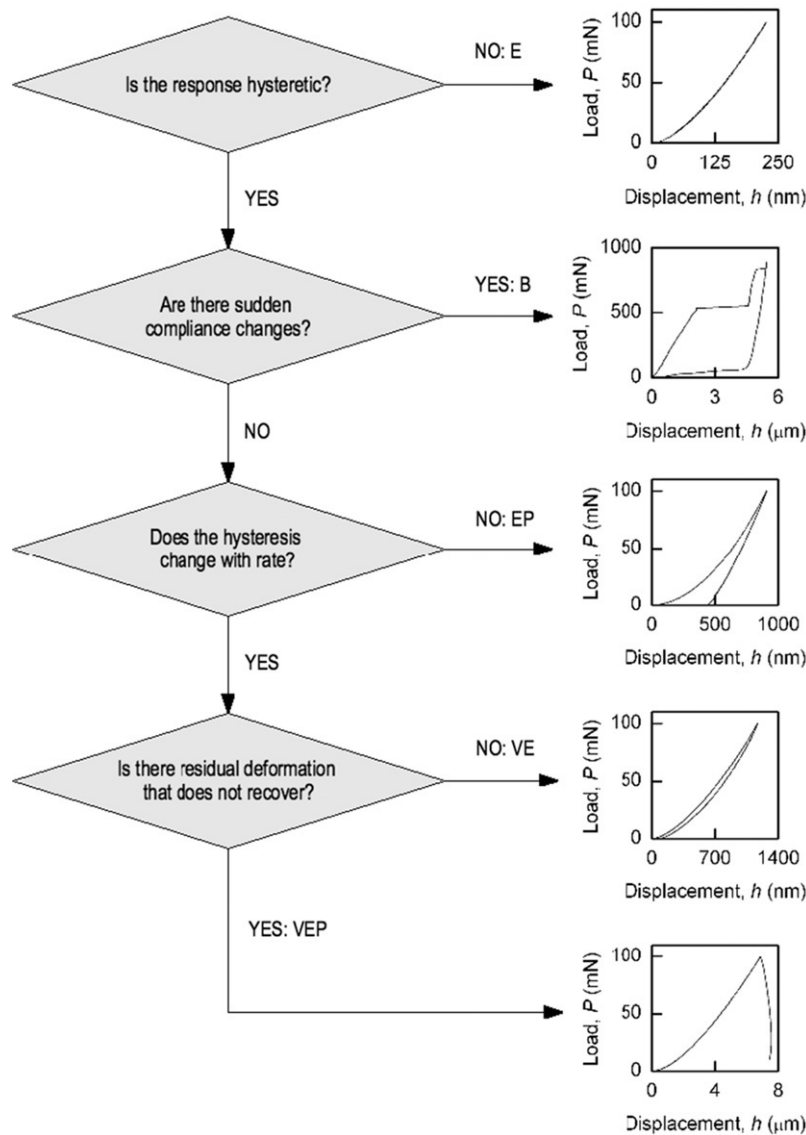 Is the response hysteretic?
NO: E
YES
Load, P (mN)
100
50
0
0 125 250
Displacement, h (nm)
Are there sudden
compliance changes?
YES: B
NO
Load, P (mN)
1000
500
0
0 3 6
Displacement, h (μm)
Does the hysteresis
change with rate?
NO: EP
YES
Load, P (mN)
100
50
0
0 500 1000
Displacement, h (nm)
Is there residual deformation
that does not recover?
NO: VE
YES: VEP
Load, P (mN)
100
50
0
0 700 1400
Displacement, h (nm)
Load, P (mN)
100
50
0
0 4 8
Displacement, h (μm)